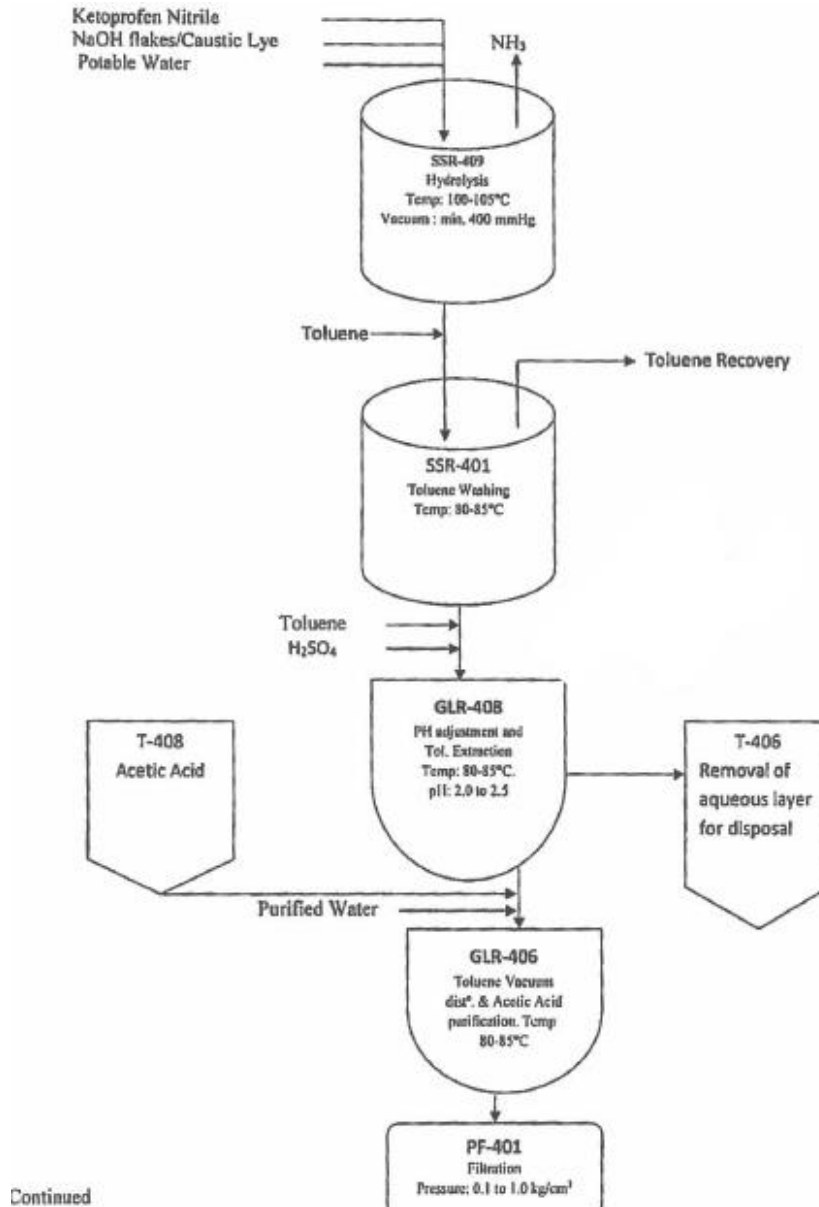 Ketoprofen Nitrile
NaOH flakes/Caustic Lye
Potable Water
NH₃
SSR-409
Hydrolysis
Temp: 100-105°C
Vacuum : min. 400 mmHg.
Toluene
Toluene Recovery
SSR-401
Toluene Washing
Temp: 80-85°C
Toluene
H₂SO₄
GLR-408
PH adjustment and
Tol. Extraction
Temp: 80-85°C.
pH: 2.0 to 2.5
T-408
Acetic Acid
T-406
Removal of
aqueous layer
for disposal
Purified Water
GLR-406
Toluene Vacuum
distⁿ. & Acetic Acid
purification. Temp
80-85°C
PF-401
Filtration
Pressure: 0.1 to 1.0 kg/cm²
Continued